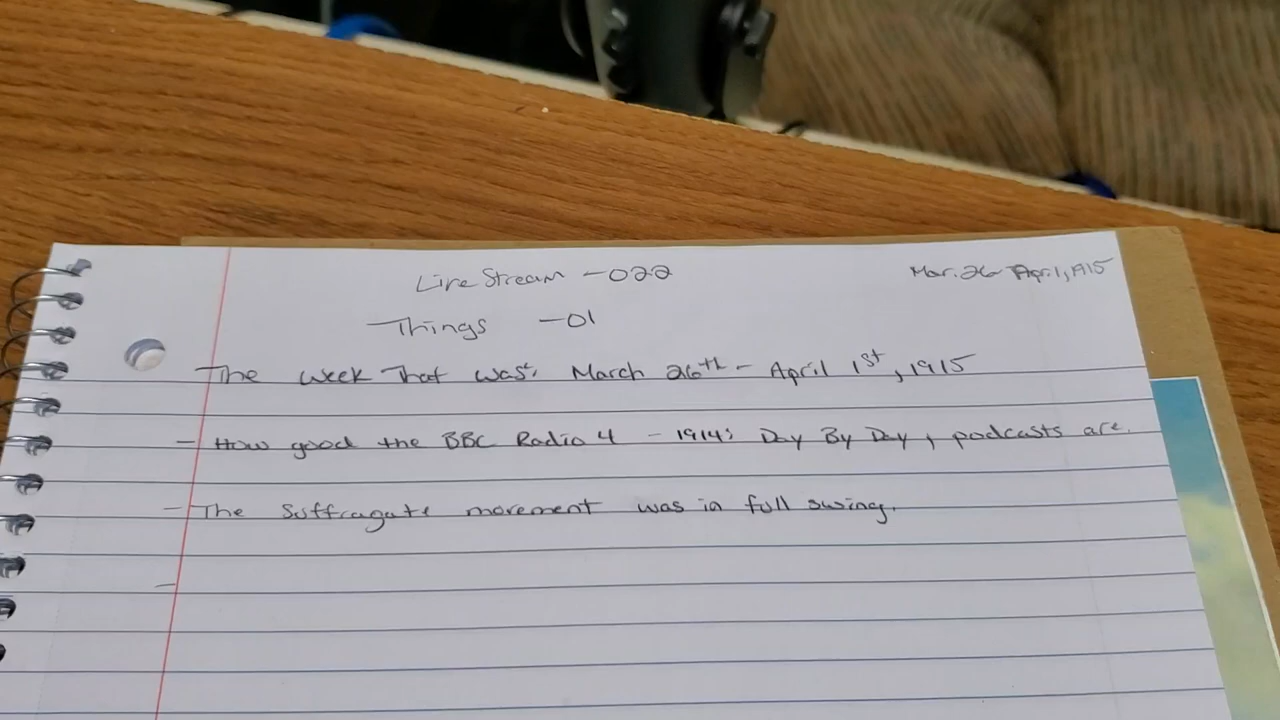 Live Stream -022
Mar. 26 April 1, 1915
Things -01
The Week That Was: March 26th - April 1st, 1915
- How good the BBC Radio 4 - 1914: Day By Day, podcasts are.
- The Suffragate movement was in full swing.
-